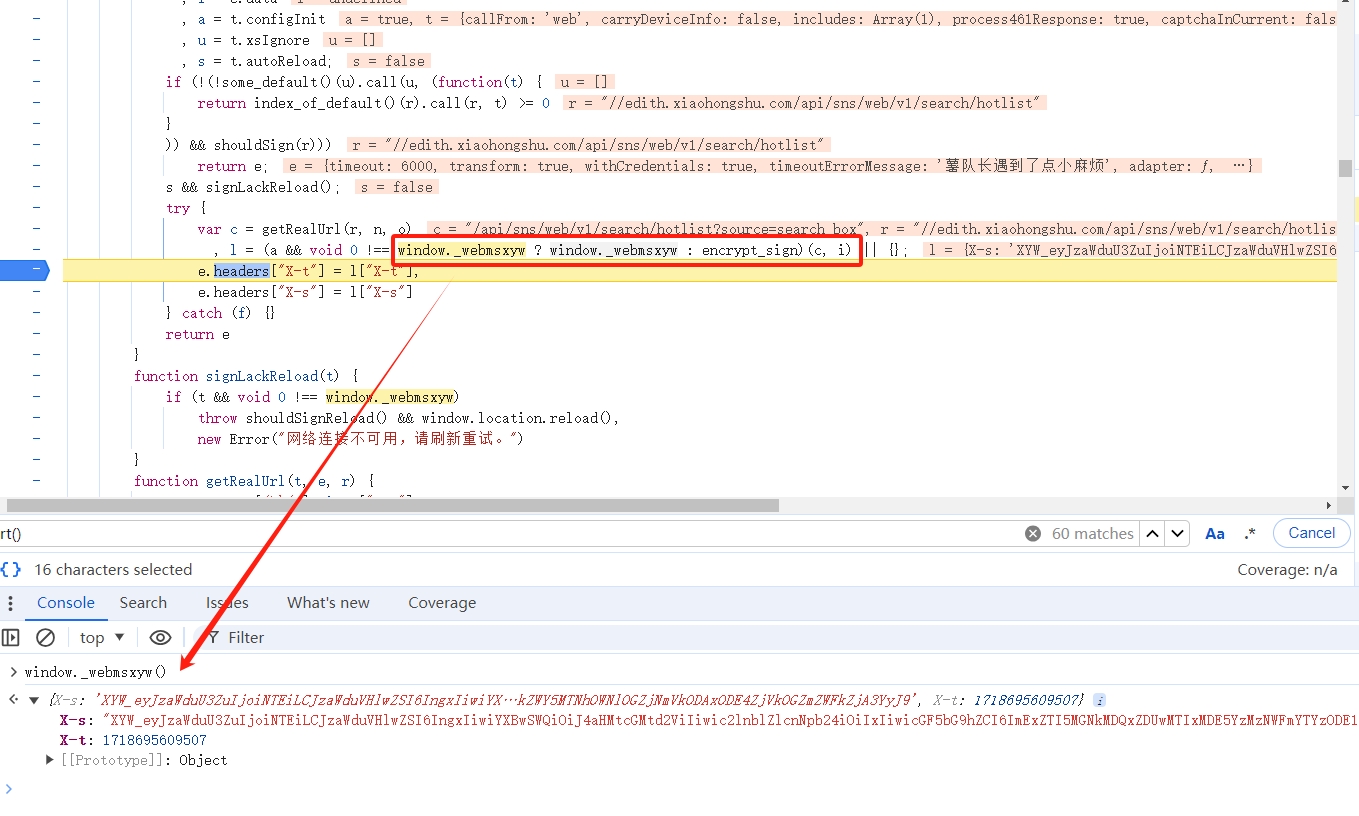 , a = t.configInit a = true, t = {callFrom: 'web', carryDeviceInfo: false, includes: Array(1), process461Response: true, captchaInCurrent: fals
, u = t.xsIgnore u = []
, s = t.autoReload; s = false
if (!(!some_default()(u).call(u, (function(t) { u = []
return index_of_default()(r).call(r, t) >= 0 r = "//edith.xiaohongshu.com/api/sns/web/v1/search/hotlist"
}
)) && shouldSign(r))) r = "//edith.xiaohongshu.com/api/sns/web/v1/search/hotlist"
return e; e = {timeout: 6000, transform: true, withCredentials: true, timeoutErrorMessage: '薯队长遇到了点小麻烦', adapter: ƒ, …}
s && signLackReload(); s = false
try {
var c = getRealUrl(r, n, o) c = "/api/sns/web/v1/search/hotlist?source=search_box", r = "//edith.xiaohongshu.com/api/sns/web/v1/search/hotlis
, l = (a && void 0 !== window._webmsxyw ? window._webmsxyw : encrypt_sign)(c, i) || {}; l = {X-s: 'XYW_eyJzaWduU3ZuIjoiNTEiLCJzaWduVHlwZSI6
e.headers["X-t"] = l["X-t"],
e.headers["X-s"] = l["X-s"]
} catch (f) {}
return e
}
function signLackReload(t) {
if (t && void 0 !== window._webmsxyw)
throw shouldSignReload() && window.location.reload(),
new Error("网络连接不可用，请刷新重试。")
}
function getRealUrl(t, e, r) {
rt()
60 matches
Aa
.*
Cancel
{} 16 characters selected
Coverage: n/a
Console Search Issues What's new Coverage
top Filter
window._webmsxyw()
{X-s: 'XYW_eyJzaWduU3ZuIjoiNTEiLCJzaWduVHlwZSI6IngxIiwiYX…kZWY5MTNhOWNlOGZjNmVkODAxODE4ZjVkOGZmZWFkZjA3YyJ9', X-t: 1718695609507} i
X-s: "XYW_eyJzaWduU3ZuIjoiNTEiLCJzaWduVHlwZSI6IngxIiwiYXBwSWQiOiJ4aHMtcGMtd2ViIiwic2lnblZlcnNpb24iOiIxIiwicGF5bG9hZCI6ImExZTI5MGNkMDQxZDUwMTIxMDE5YzMzNWFmYTYzODE1
X-t: 1718695609507
[[Prototype]]: Object